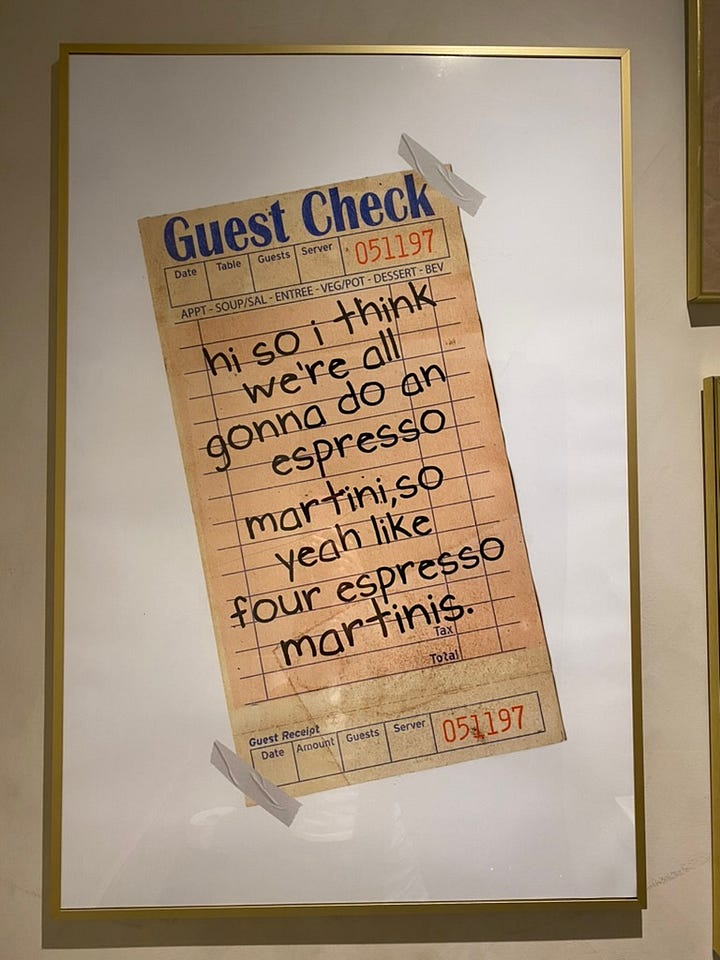 Guest Check
Date Table Guests Server 051197
APPT - SOUP/SAL - ENTREE - VEG/POT - DESSERT - BEV
hi so i think
we're all
gonna do an
espresso
martini,so
yeah like
four espresso
martinis.
Tax
Total
Guest Receipt
Date Amount Guests Server 051197